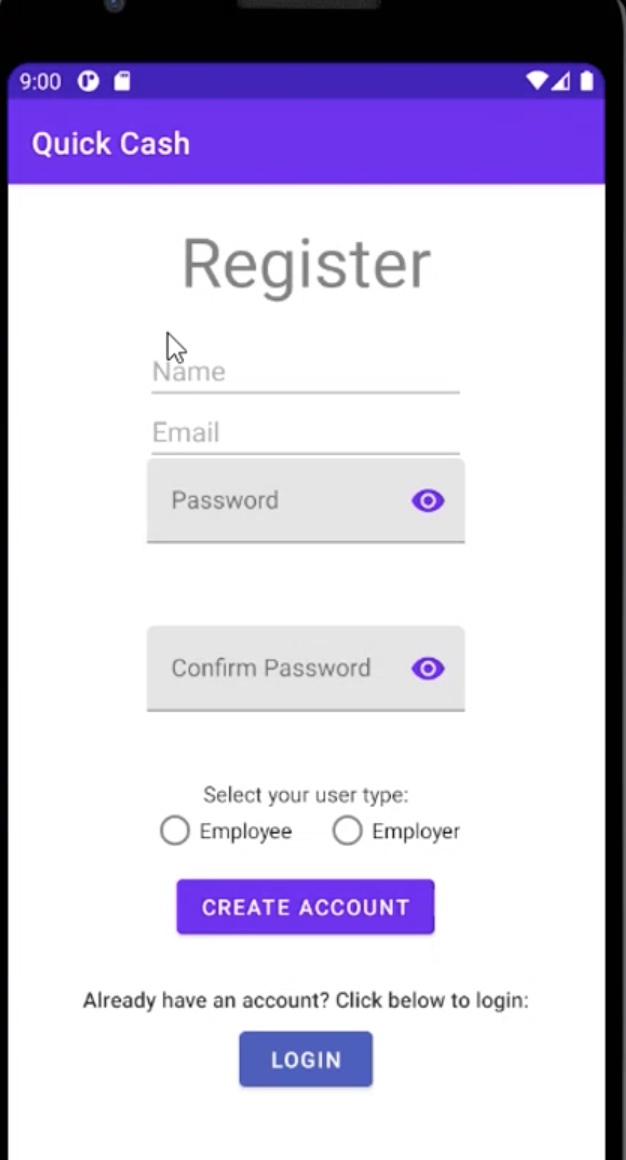 9:00
Quick Cash
Register
Name
Email
Password
Confirm Password
Select your user type:
Employee Employer
CREATE ACCOUNT
Already have an account? Click below to login:
LOGIN